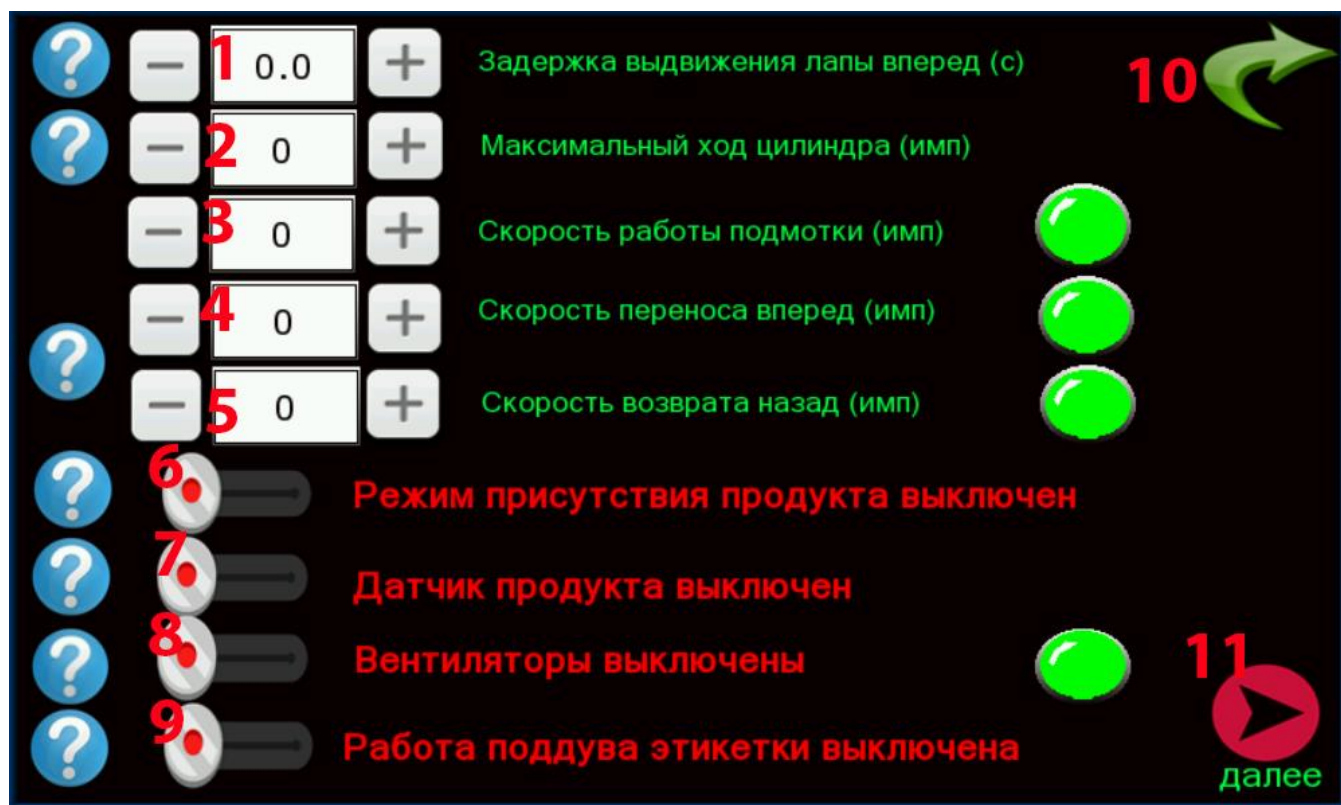 ? − 1 0.0 + Задержка выдвижения лапы вперед (с) 10
? − 2 0 + Максимальный ход цилиндра (имп)
− 3 0 + Скорость работы подмотки (имп)
− 4 0 + Скорость переноса вперед (имп)
? − 5 0 + Скорость возврата назад (имп)
? 6 Режим присутствия продукта выключен
? 7 Датчик продукта выключен
? 8 Вентиляторы выключены 11
? 9 Работа поддува этикетки выключена
далее